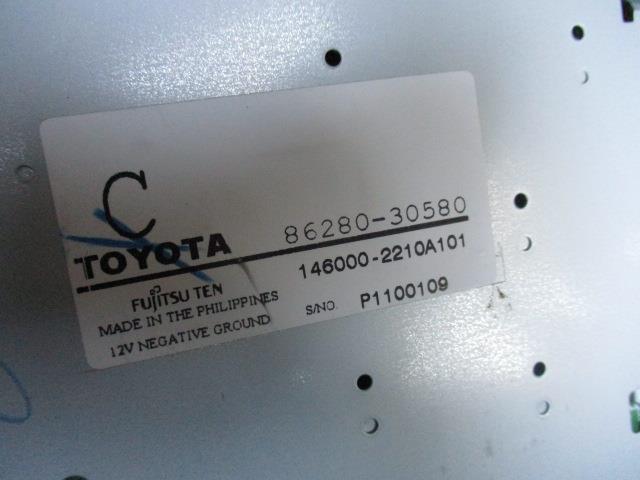 C
TOYOTA 86280-30580
146000-2210A101
FUJITSU TEN
MADE IN THE PHILIPPINES
S/NO. P1100109
12V NEGATIVE GROUND